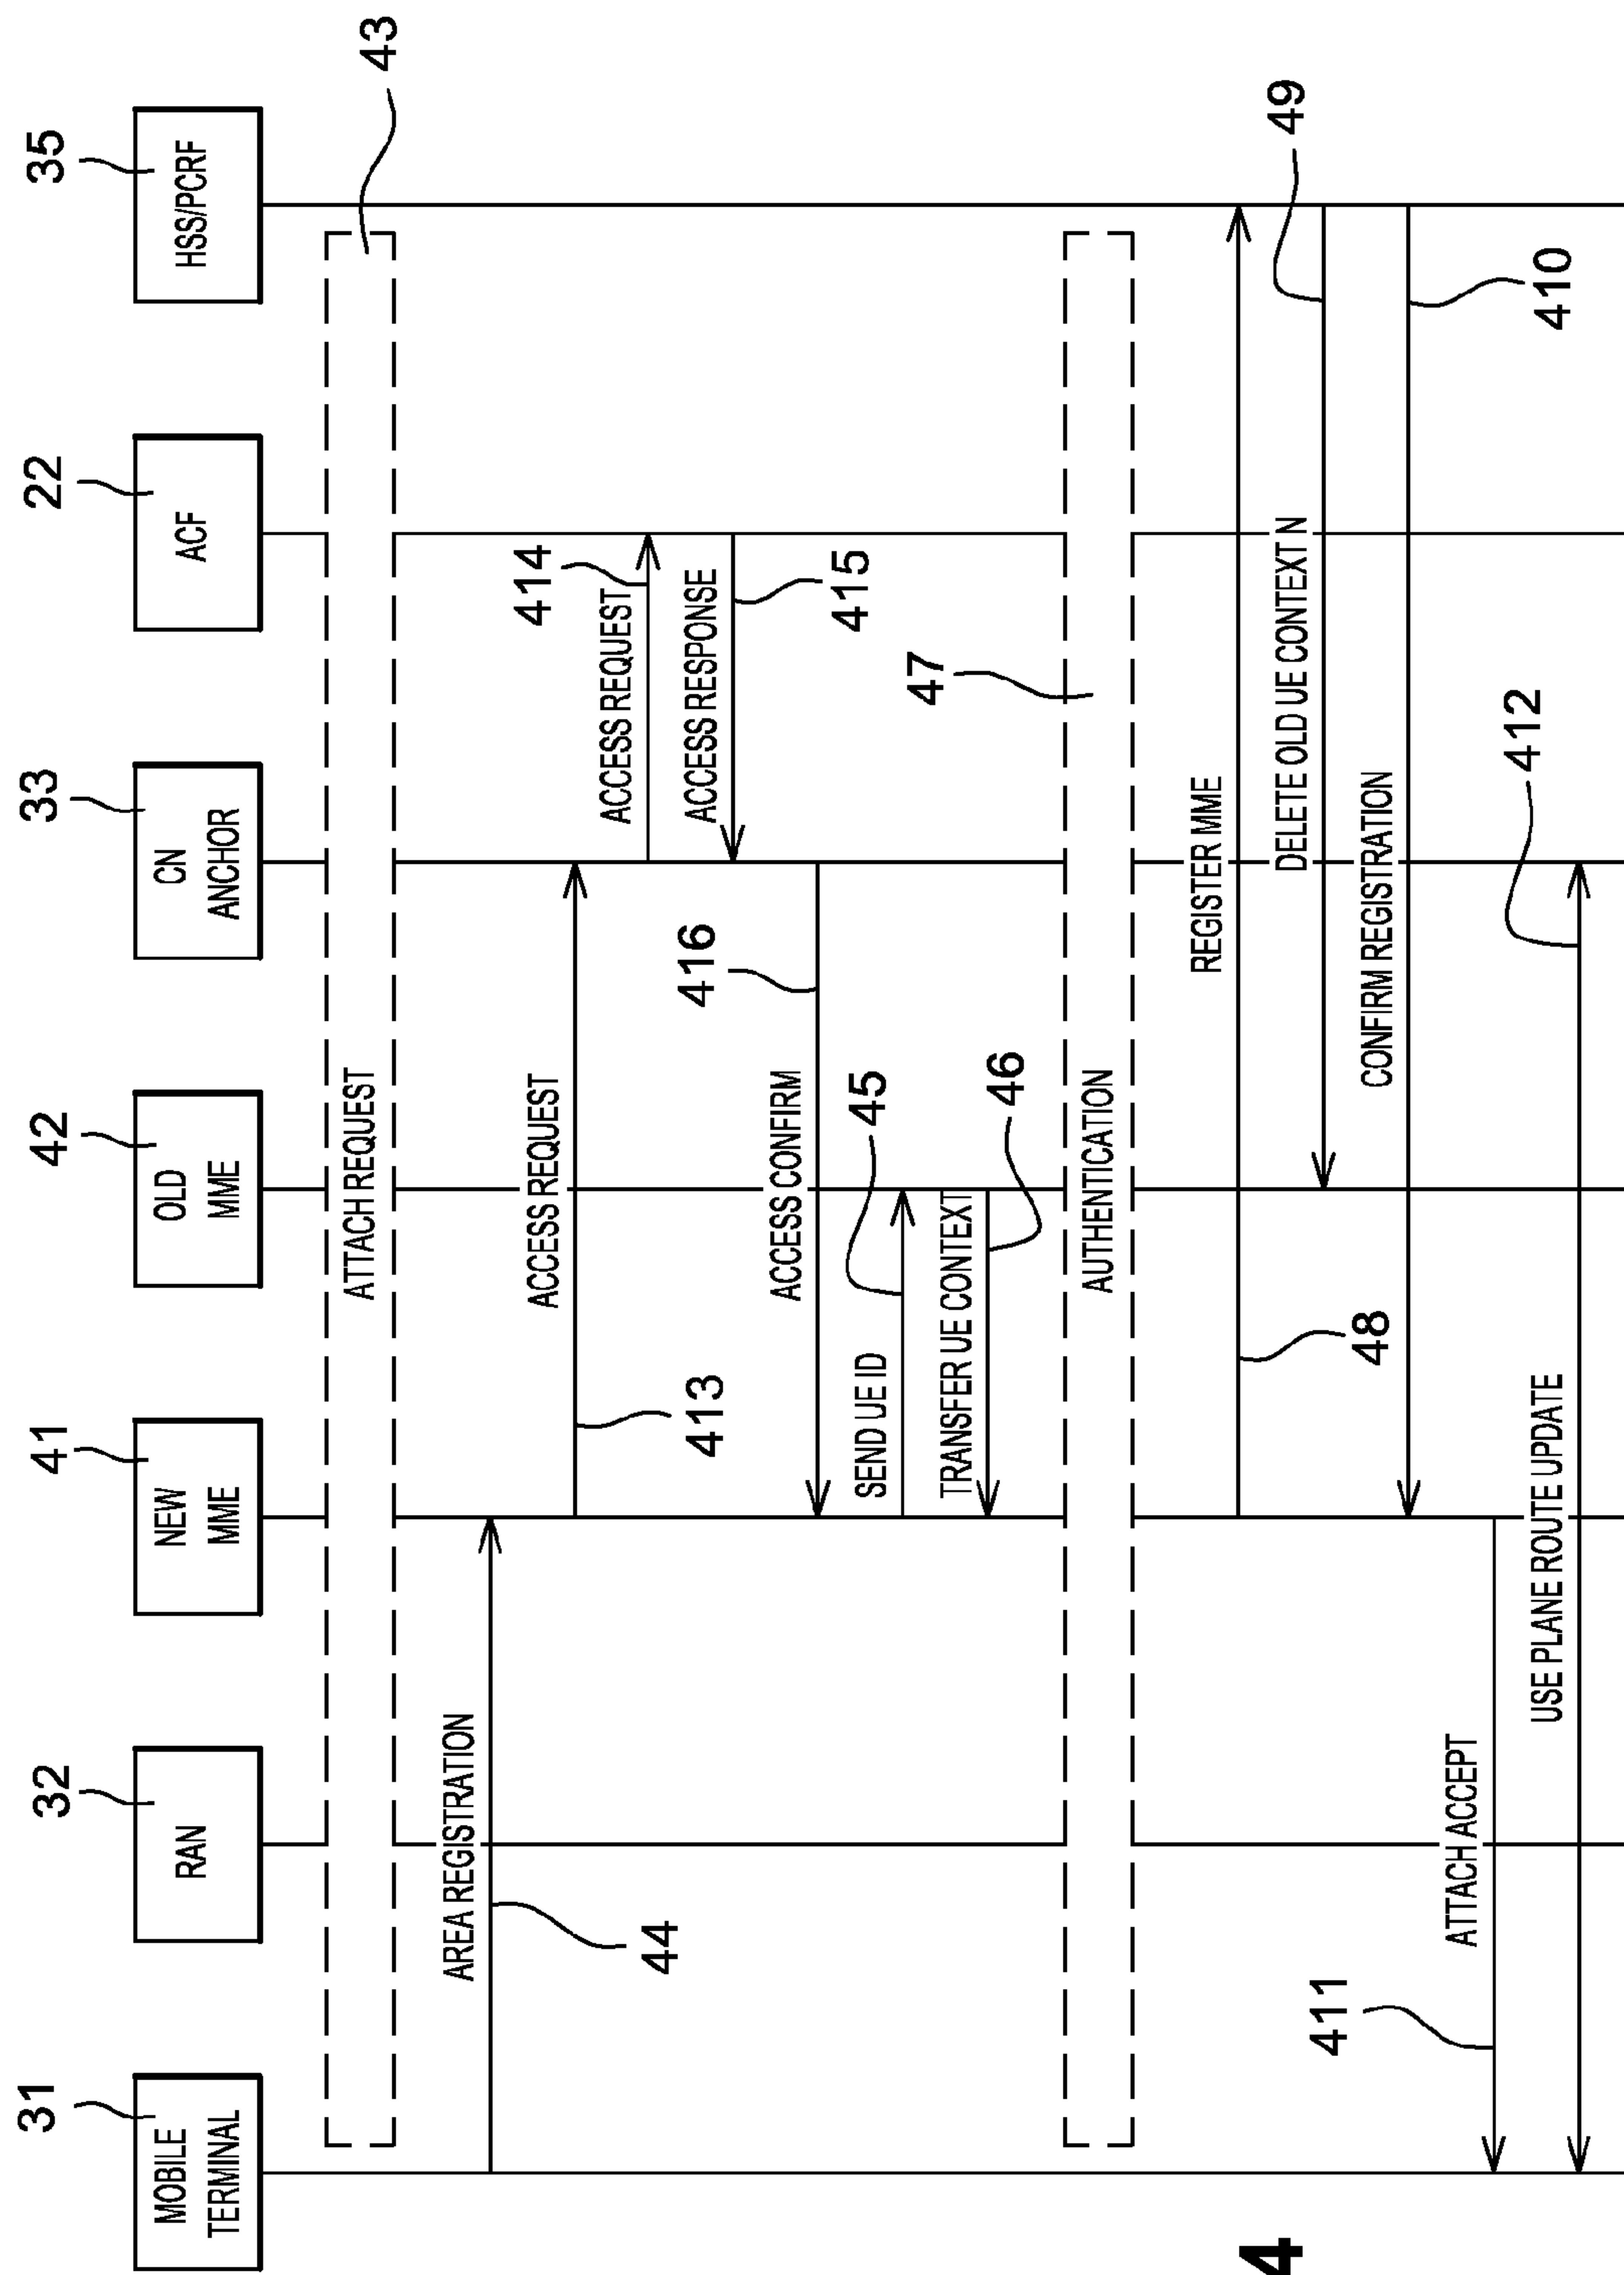 31
MOBILE
TERMINAL
32
RAN
41
NEW
MME
42
OLD
MME
33
CN
ANCHOR
22
ACF
35
HSS/PCRF
43
ATTACH REQUEST
AREA REGISTRATION
44
ACCESS REQUEST
413
ACCESS REQUEST
414
ACCESS RESPONSE
415
ACCESS CONFIRM
416
SEND UE ID
45
TRANSFER UE CONTEXT
46
AUTHENTICATION
47
REGISTER MME
48
DELETE OLD UE CONTEXT N
49
CONFIRM REGISTRATION
410
ATTACH ACCEPT
411
USE PLANE ROUTE UPDATE
412
4